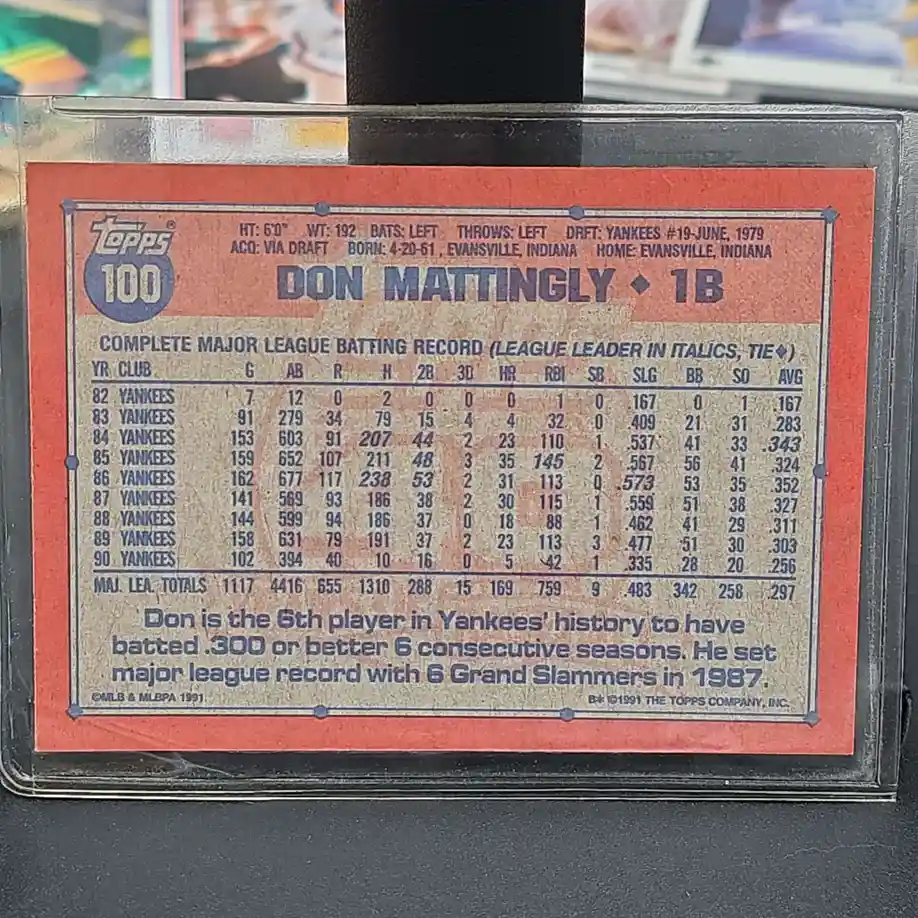 Topps®
100
HT: 6'0" WT: 192 BATS: LEFT THROWS: LEFT DRFT: YANKEES #19-JUNE, 1979
ACQ: VIA DRAFT BORN: 4-20-61, EVANSVILLE, INDIANA HOME: EVANSVILLE, INDIANA
DON MATTINGLY ◆ 1B
COMPLETE MAJOR LEAGUE BATTING RECORD (LEAGUE LEADER IN ITALICS, TIE◆)
YR CLUB G AB R H 2B 3D HR RBI SB SLG BB SO AVG
82 YANKEES 7 12 0 2 0 0 0 1 0 .167 0 1 .167
83 YANKEES 91 279 34 79 15 4 4 32 0 .409 21 31 .283
84 YANKEES 153 603 91 207 44 2 23 110 1 .537 41 33 .343
85 YANKEES 159 652 107 211 48 3 35 145 2 .567 56 41 .324
86 YANKEES 162 677 117 238 53 2 31 113 0 .573 53 35 .352
87 YANKEES 141 569 93 186 38 2 30 115 1 .559 51 38 .327
88 YANKEES 144 599 94 186 37 0 18 88 1 .462 41 29 .311
89 YANKEES 158 631 79 191 37 2 23 113 3 .477 51 30 .303
90 YANKEES 102 394 40 10 16 0 5 42 1 .335 28 20 .256
MAJ. LEA. TOTALS 1117 4416 655 1310 288 15 169 759 9 .483 342 258 .297
Don is the 6th player in Yankees' history to have
batted .300 or better 6 consecutive seasons. He set
major league record with 6 Grand Slammers in 1987.
©MLB & MLBPA 1991
B* ©1991 THE TOPPS COMPANY, INC.